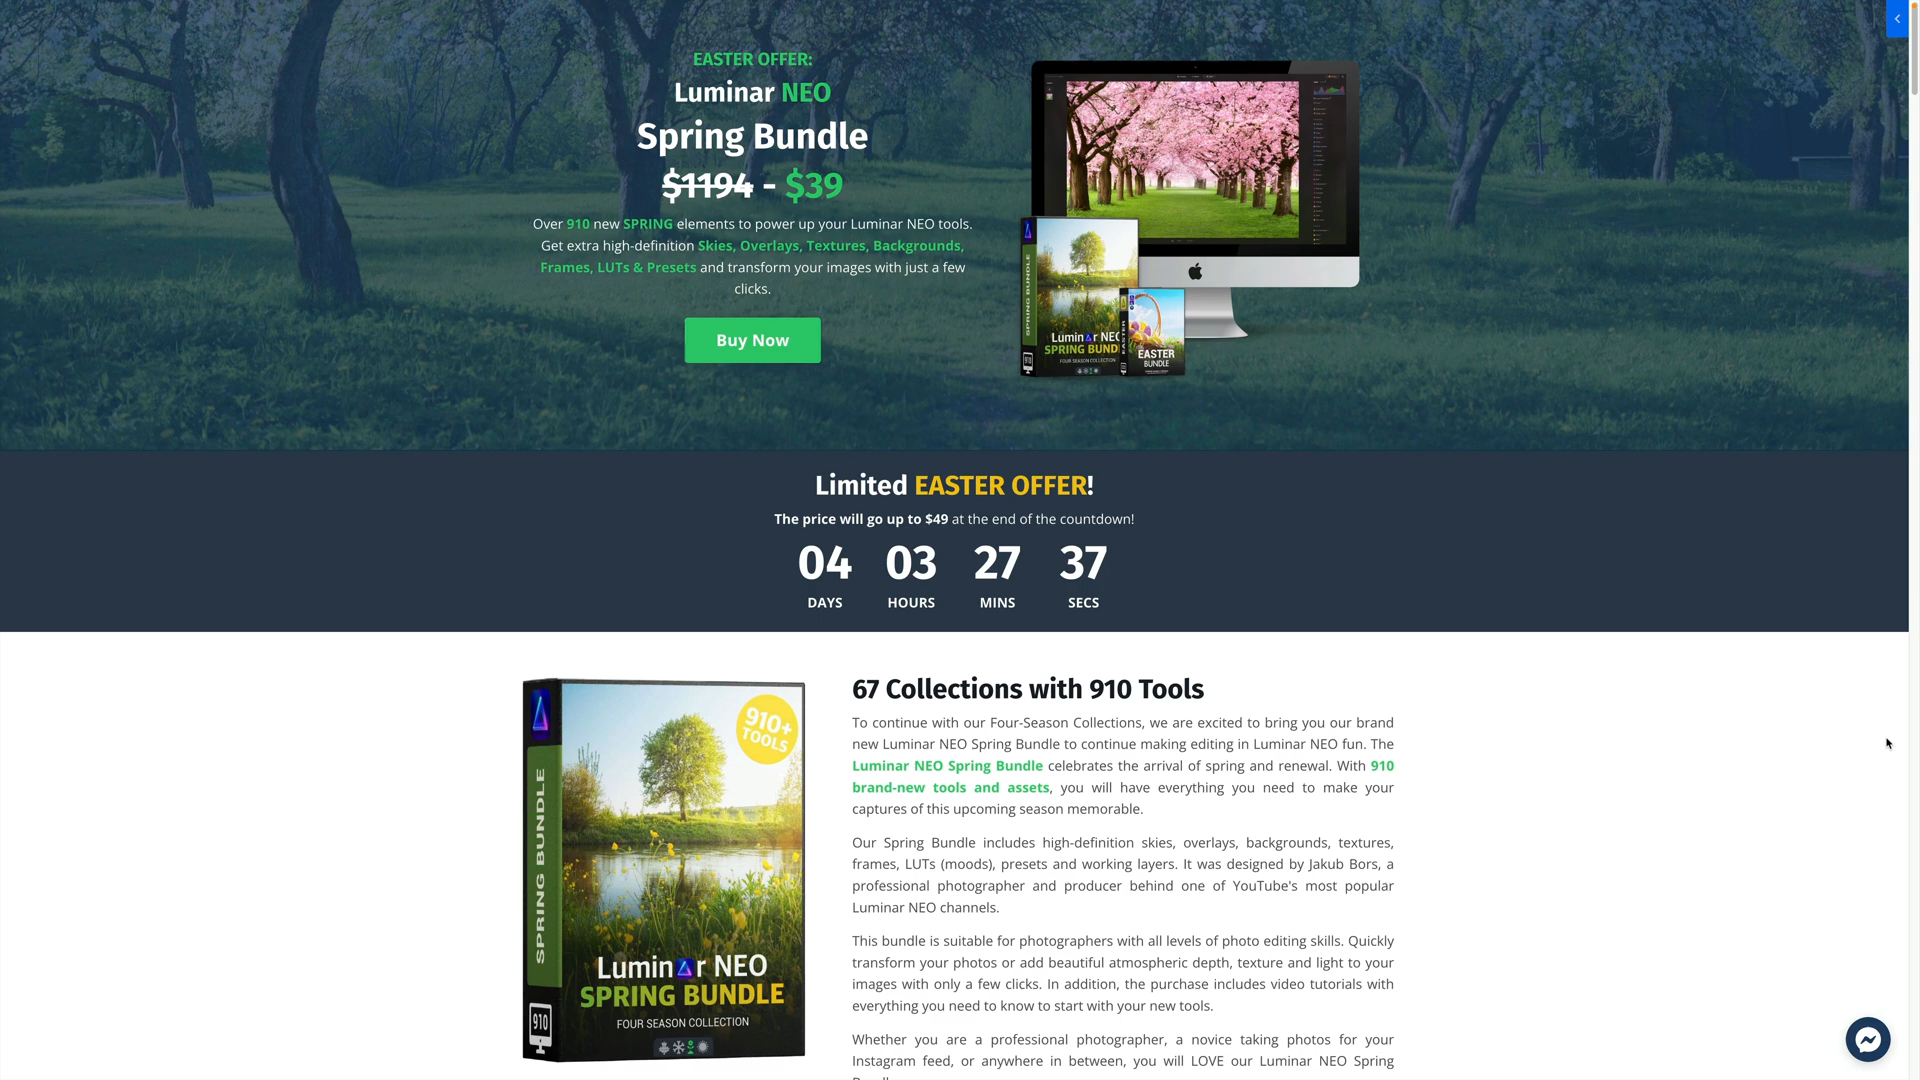 EASTER OFFER:
Luminar NEO
Spring Bundle
$1194 - $39
Over 910 new SPRING elements to power up your Luminar NEO tools.
Get extra high-definition Skies, Overlays, Textures, Backgrounds,
Frames, LUTs & Presets and transform your images with just a few
clicks.
Buy Now
SPRING BUNDLE
Luminar NEO
SPRING BUNDLE
FOUR SEASON COLLECTION
910
EASTER
EASTER
BUNDLE
Limited EASTER OFFER!
The price will go up to $49 at the end of the countdown!
04 03 27 37
DAYS HOURS MINS SECS
910+
TOOLS
SPRING BUNDLE
Luminar NEO
SPRING BUNDLE
FOUR SEASON COLLECTION
910
67 Collections with 910 Tools
To continue with our Four-Season Collections, we are excited to bring you our brand
new Luminar NEO Spring Bundle to continue making editing in Luminar NEO fun. The
Luminar NEO Spring Bundle celebrates the arrival of spring and renewal. With 910
brand-new tools and assets, you will have everything you need to make your
captures of this upcoming season memorable.
Our Spring Bundle includes high-definition skies, overlays, backgrounds, textures,
frames, LUTs (moods), presets and working layers. It was designed by Jakub Bors, a
professional photographer and producer behind one of YouTube's most popular
Luminar NEO channels.
This bundle is suitable for photographers with all levels of photo editing skills. Quickly
transform your photos or add beautiful atmospheric depth, texture and light to your
images with only a few clicks. In addition, the purchase includes video tutorials with
everything you need to know to start with your new tools.
Whether you are a professional photographer, a novice taking photos for your
Instagram feed, or anywhere in between, you will LOVE our Luminar NEO Spring